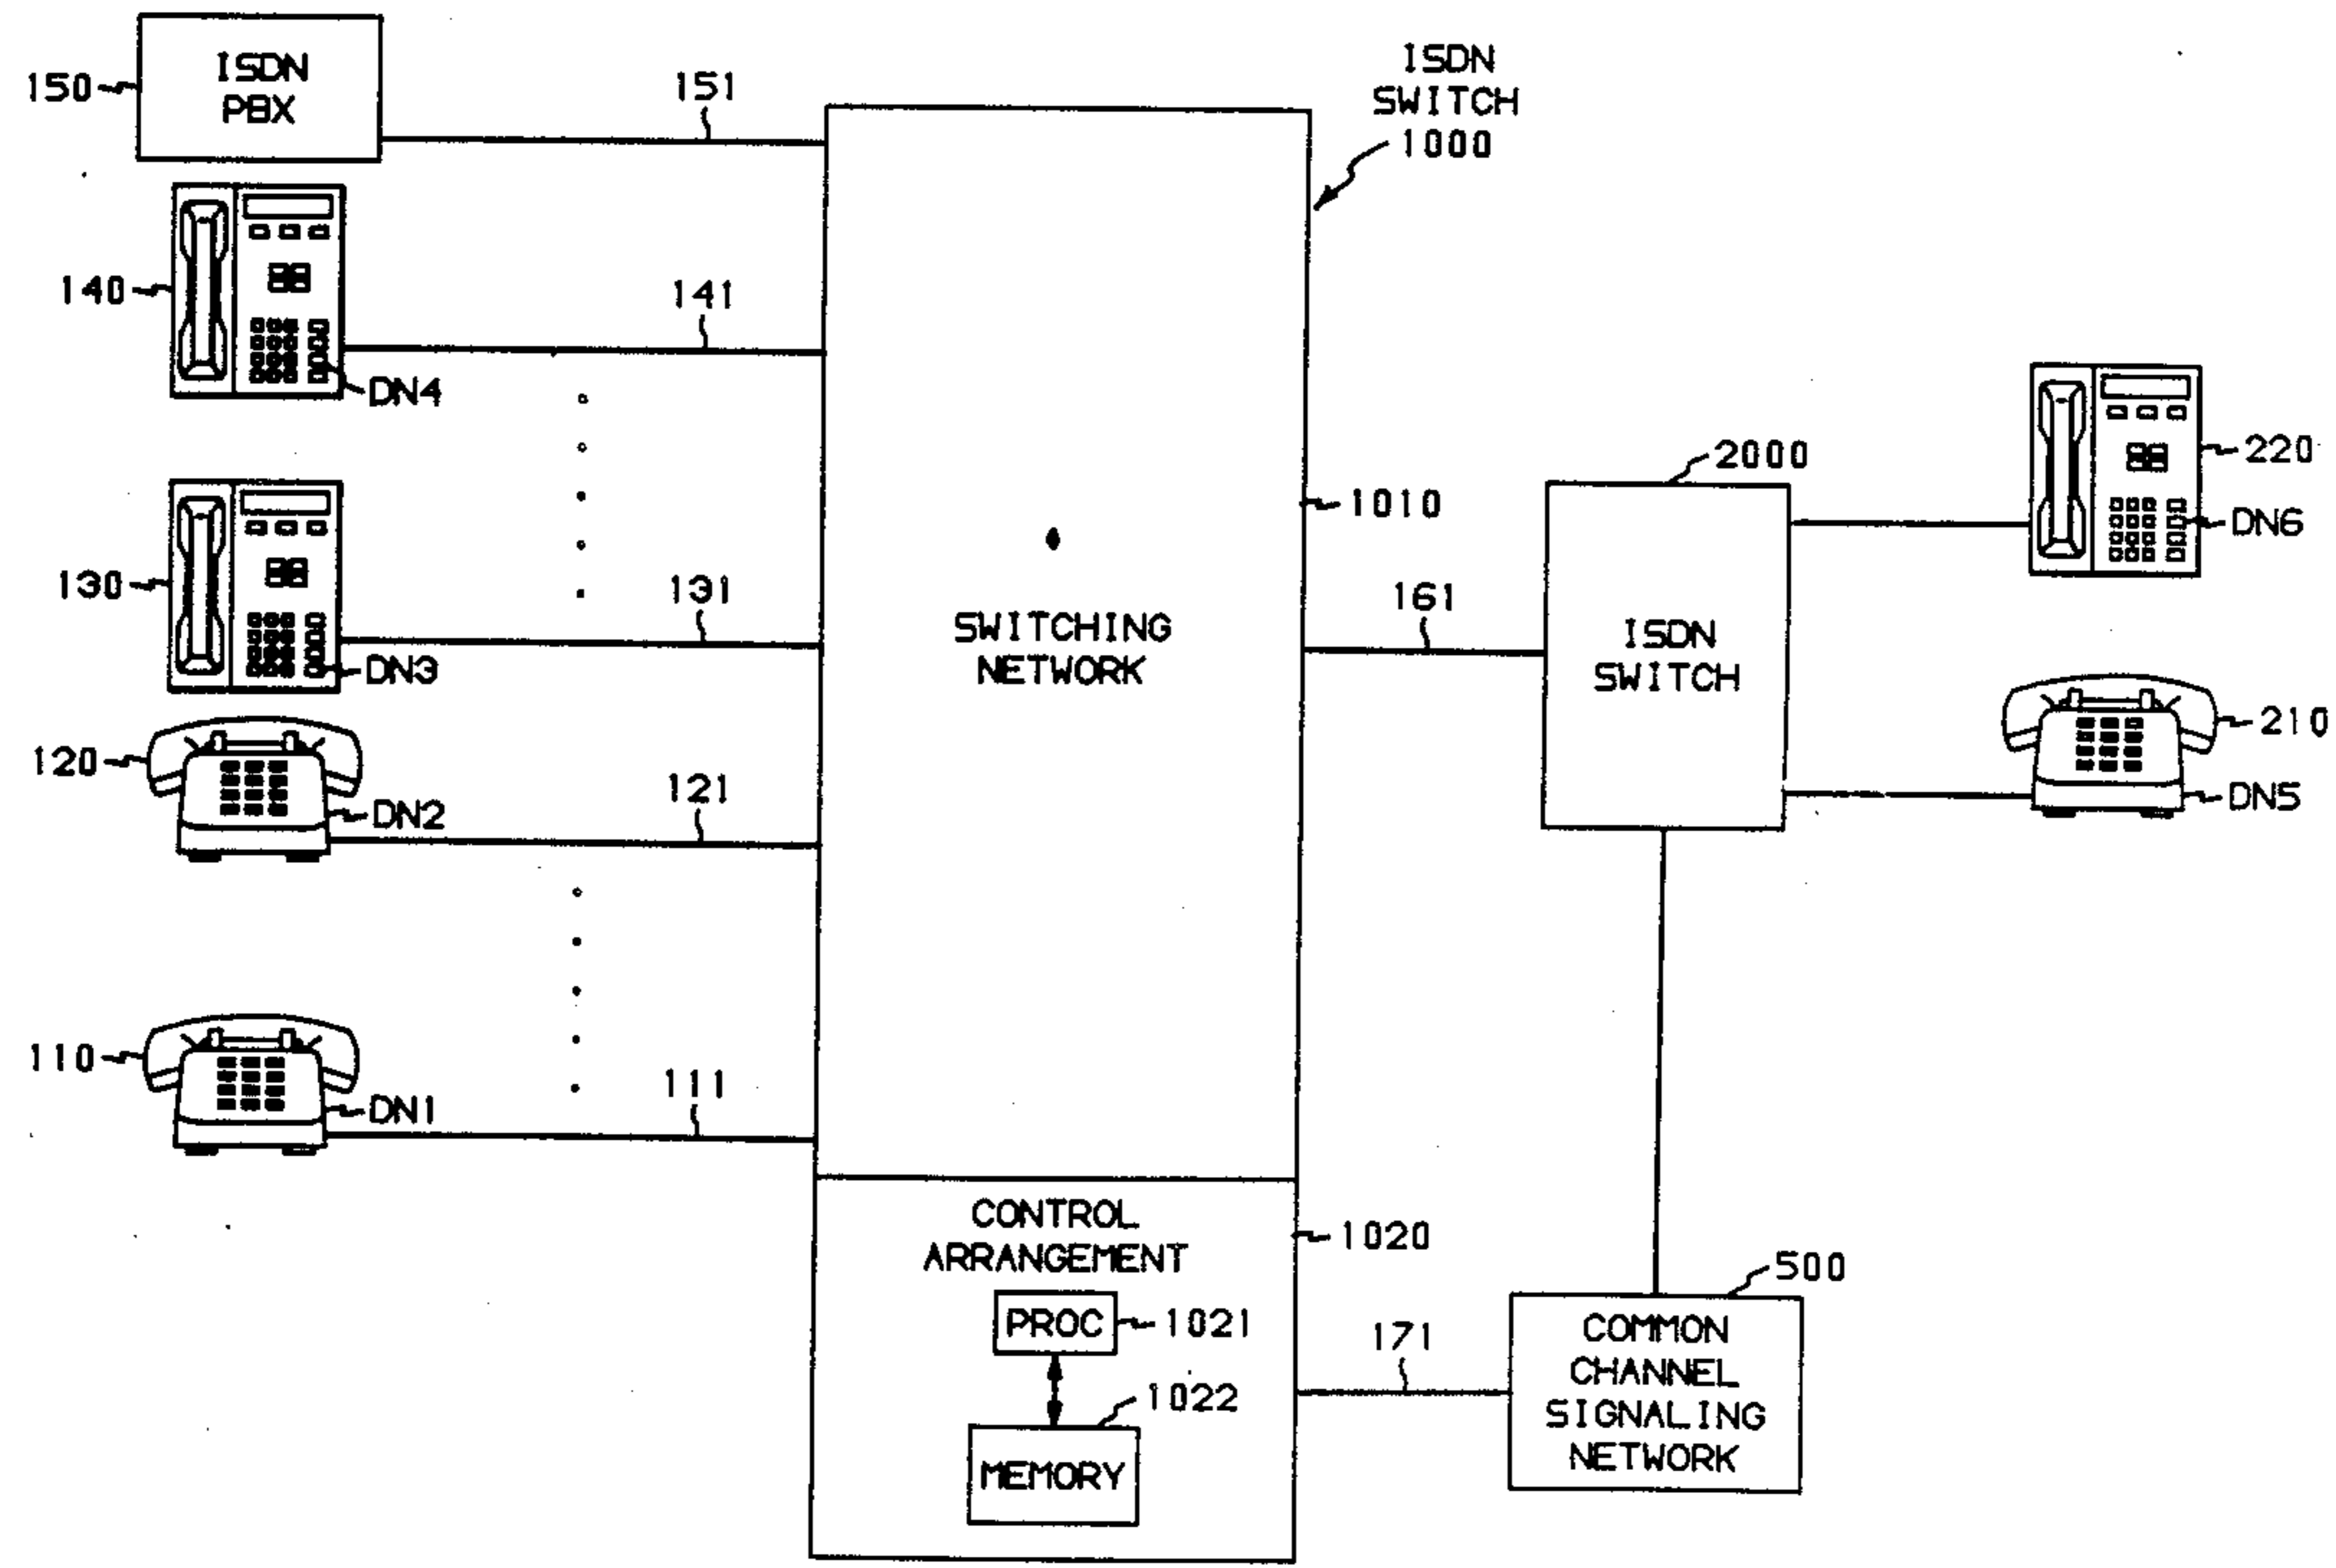 ISDN
PBX
150
151
ISDN
SWITCH
1000
140
141
DN4
130
131
DN3
120
121
DN2
110
111
DN1
SWITCHING
NETWORK
1010
161
2000
ISDN
SWITCH
220
DN6
210
DN5
CONTROL
ARRANGEMENT
1020
PROC
1021
1022
MEMORY
171
500
COMMON
CHANNEL
SIGNALING
NETWORK